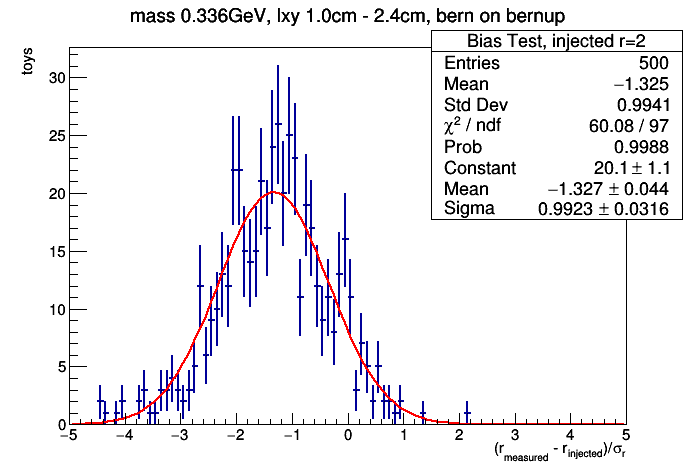 mass 0.336GeV, lxy 1.0cm - 2.4cm, bern on bernup
Bias Test, injected r=2
Entries 500
Mean −1.325
Std Dev 0.9941
χ² / ndf 60.08 / 97
Prob 0.9988
Constant 20.1 ± 1.1
Mean −1.327 ± 0.044
Sigma 0.9923 ± 0.0316
toys
30
25
20
15
10
5
0
−5 −4 −3 −2 −1 0 1 2 3 4 5
(r_measured - r_injected)/σ_r